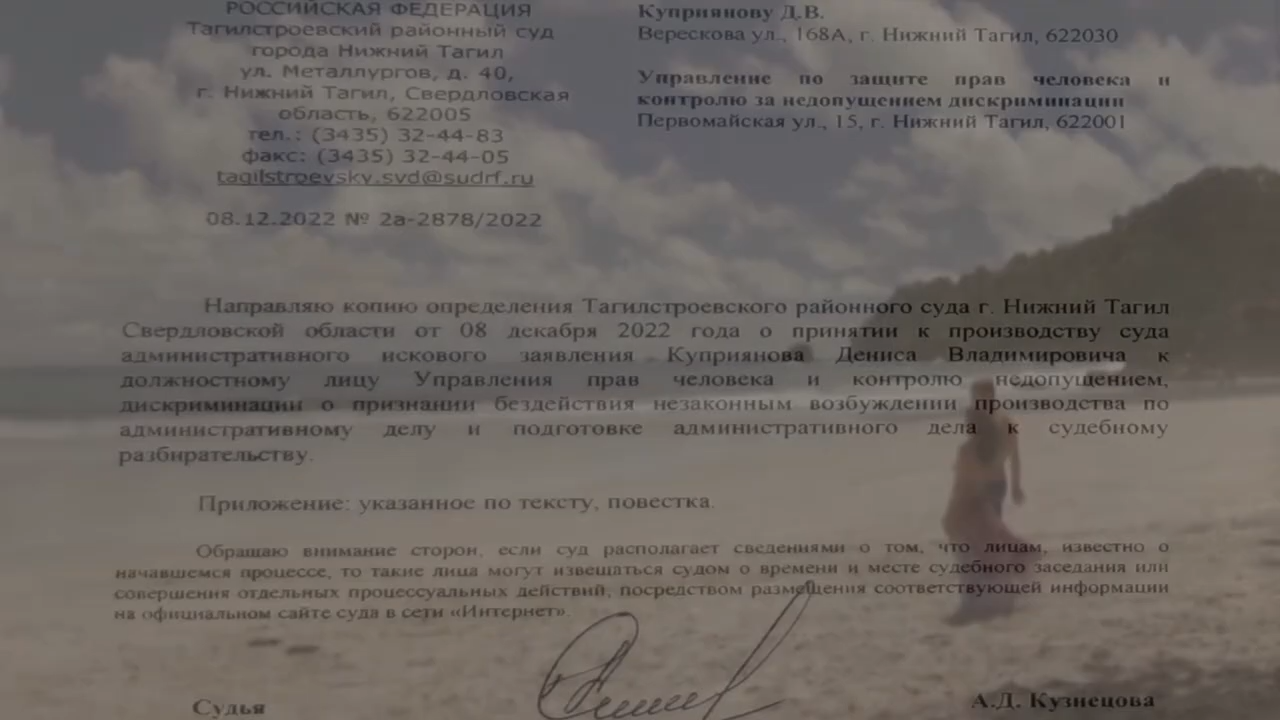 РОССИЙСКАЯ ФЕДЕРАЦИЯ
Тагилстроевский районный суд
города Нижний Тагил
ул. Металлургов, д. 40,
г. Нижний Тагил, Свердловская
область, 622005
тел.: (3435) 32-44-83
факс: (3435) 32-44-05
tagilstroevsky.svd@sudrf.ru
08.12.2022 № 2а-2878/2022
Куприянову Д.В.
Верескова ул., 168А, г. Нижний Тагил, 622030
Управление по защите прав человека и
контролю за недопущением дискриминации
Первомайская ул., 15, г. Нижний Тагил, 622001
Направляю копию определения Тагилстроевского районного суда г. Нижний Тагил
Свердловской области от 08 декабря 2022 года о принятии к производству суда
административного искового заявления Куприянова Дениса Владимировича к
должностному лицу Управления прав человека и контролю недопущением,
дискриминации о признании бездействия незаконным возбуждении производства по
административному делу и подготовке административного дела к судебному
разбирательству.
Приложение: указанное по тексту, повестка.
Обращаю внимание сторон, если суд располагает сведениями о том, что лицам, известно о
начавшемся процессе, то такие лица могут извещаться судом о времени и месте судебного заседания или
совершения отдельных процессуальных действий, посредством размещения соответствующей информации
на официальном сайте суда в сети «Интернет».
Судья
А.Д. Кузнецова